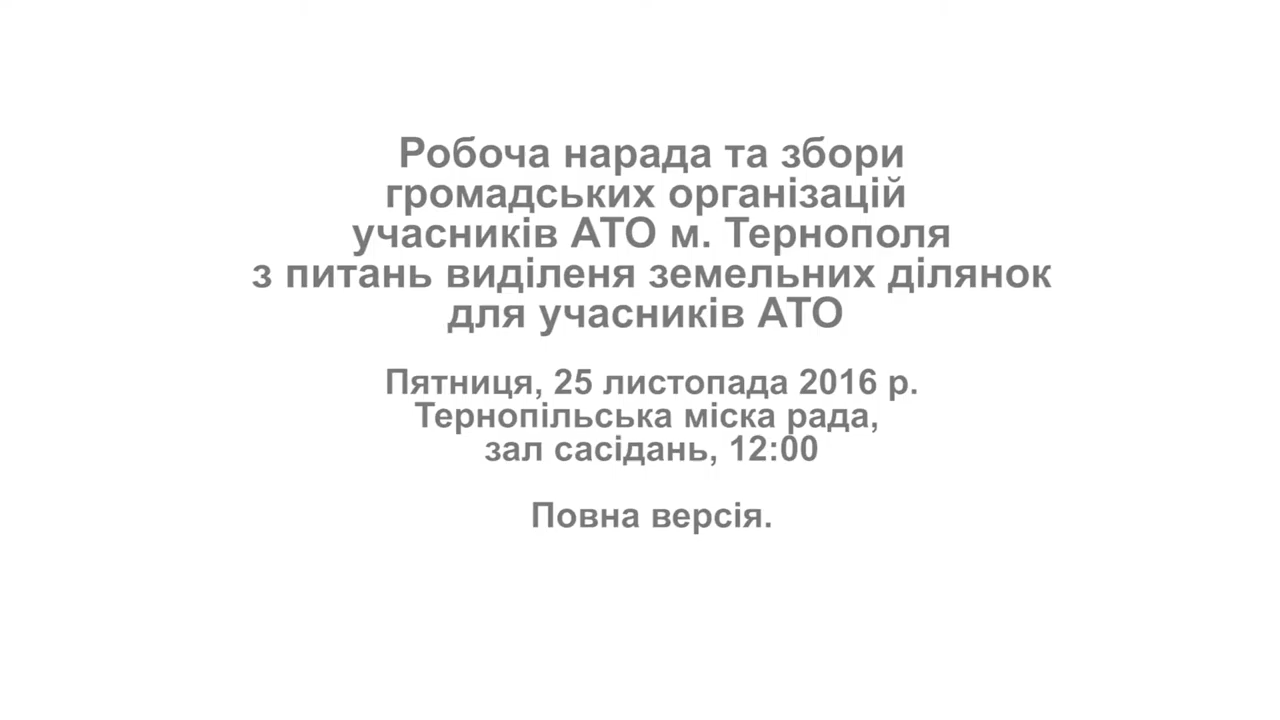 Робоча нарада та збори
громадських організацій
учасників АТО м. Тернополя
з питань виділеня земельних ділянок
для учасників АТО
Пятниця, 25 листопада 2016 р.
Тернопільська міска рада,
зал сасідань, 12:00
Повна версія.